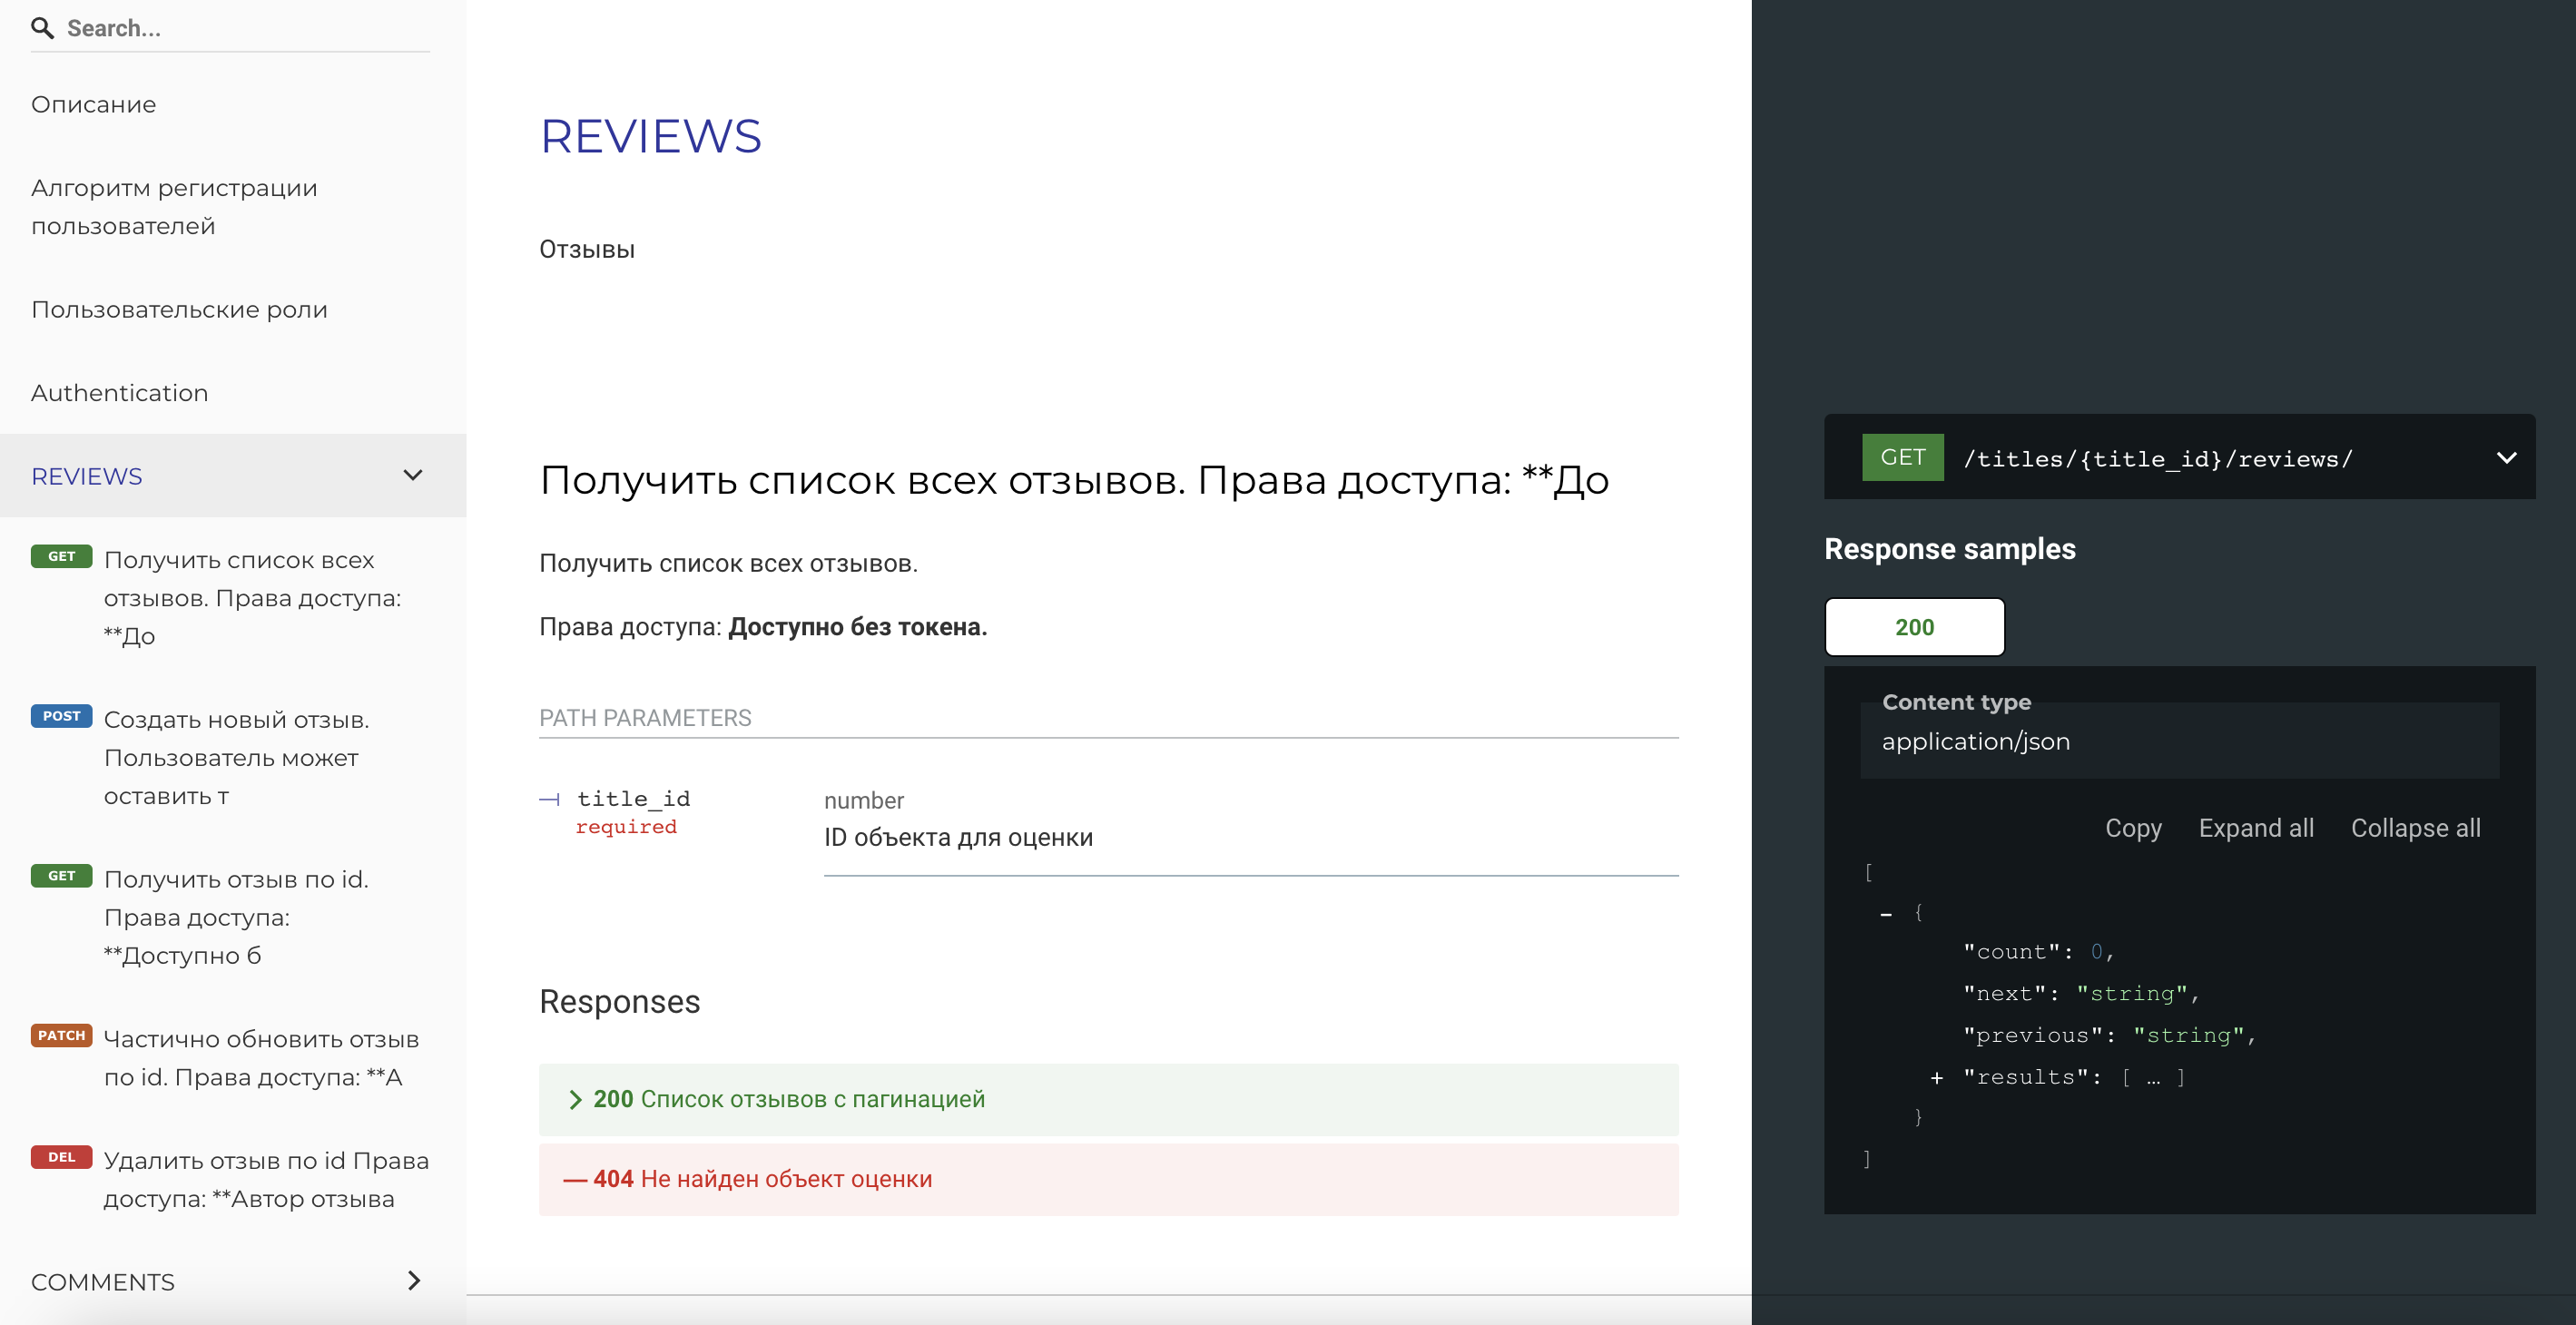 Search...
Описание
Алгоритм регистрации
пользователей
Пользовательские роли
Authentication
REVIEWS
GET Получить список всех
отзывов. Права доступа:
**До
POST Создать новый отзыв.
Пользователь может
оставить т
GET Получить отзыв по id.
Права доступа:
**Доступно б
PATCH Частично обновить отзыв
по id. Права доступа: **А
DEL Удалить отзыв по id Права
доступа: **Автор отзыва
COMMENTS
REVIEWS
Отзывы
Получить список всех отзывов. Права доступа: **До
Получить список всех отзывов.
Права доступа: Доступно без токена.
PATH PARAMETERS
title_id
required
number
ID объекта для оценки
Responses
200 Список отзывов с пагинацией
— 404 Не найден объект оценки
GET /titles/{title_id}/reviews/
Response samples
200
Content type
application/json
Copy Expand all Collapse all
[
- {
"count": 0,
"next": "string",
"previous": "string",
+ "results": [ … ]
}
]